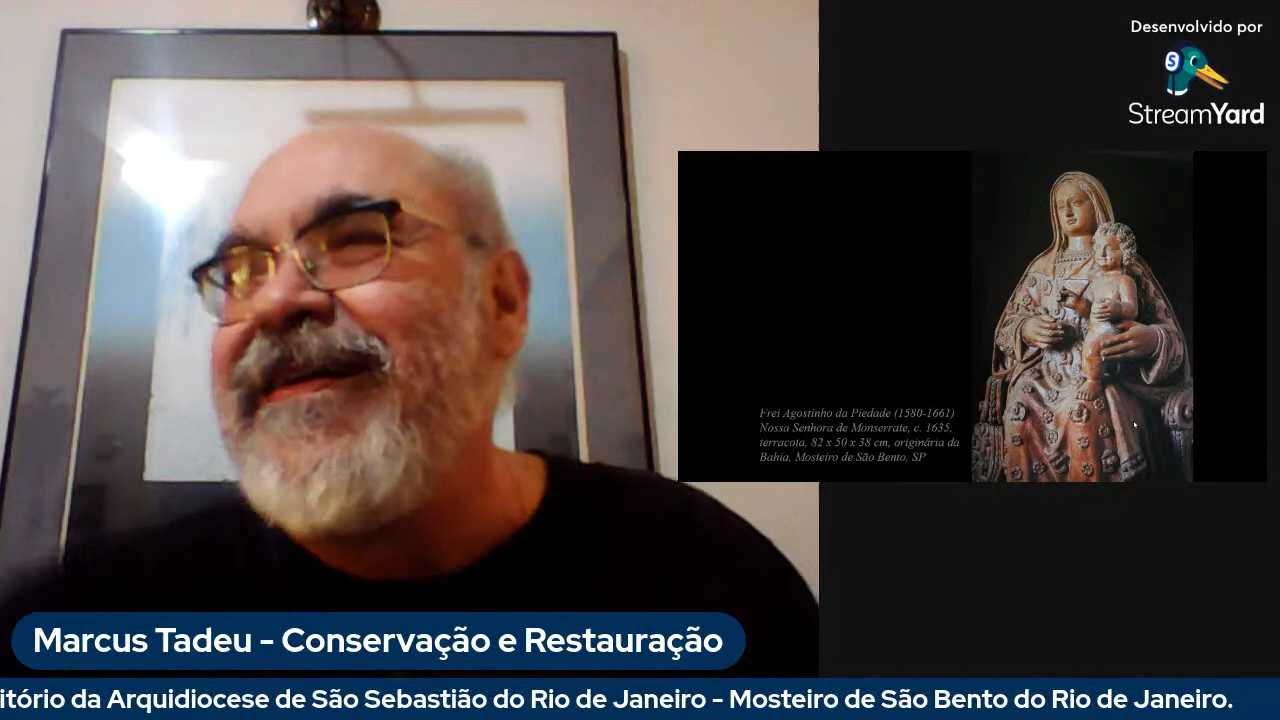 Desenvolvido por
StreamYard
Frei Agostinho da Piedade (1580-1661)
Nossa Senhora de Monserrate, c. 1635,
terracota, 82 x 50 x 38 cm, originária da
Bahia, Mosteiro de São Bento, SP
Marcus Tadeu - Conservação e Restauração
itório da Arquidiocese de São Sebastião do Rio de Janeiro - Mosteiro de São Bento do Rio de Janeiro.